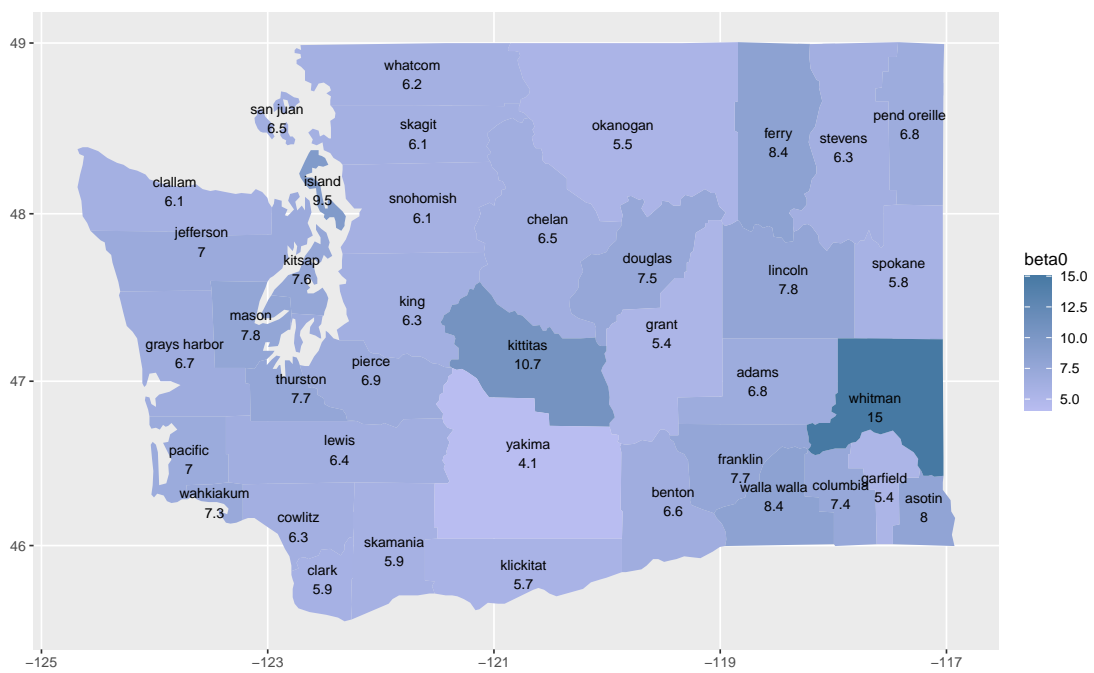 49
48
47
46
−125
−123
−121
−119
−117
whatcom
6.2
san juan
6.5
skagit
6.1
okanogan
5.5
ferry
8.4
stevens
6.3
pend oreille
6.8
clallam
6.1
island
9.5
snohomish
6.1
chelan
6.5
jefferson
7
kitsap
7.6
douglas
7.5
lincoln
7.8
spokane
5.8
mason
7.8
king
6.3
grant
5.4
grays harbor
6.7
kittitas
10.7
pierce
6.9
thurston
7.7
adams
6.8
whitman
15
pacific
7
lewis
6.4
yakima
4.1
franklin
7.7
wahkiakum
7.3
benton
6.6
walla walla
8.4
columbia
7.4
garfield
5.4
asotin
8
cowlitz
6.3
skamania
5.9
clark
5.9
klickitat
5.7
beta0
15.0
12.5
10.0
7.5
5.0